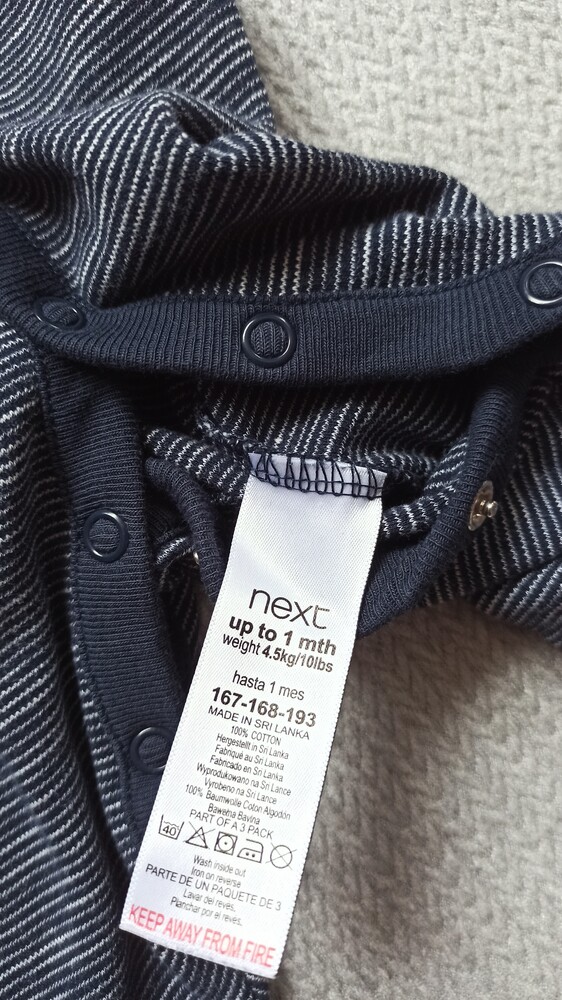 next
up to 1 mth
weight 4.5kg/10lbs
hasta 1 mes
167-168-193
MADE IN SRI LANKA
100% COTTON
Hergestellt in Sri Lanka
Fabriqué au Sri Lanka
Fabricado en Sri Lanka
Wyprodukowano na Sri Lance
Vyrobeno na Sri Lance
100% Baumwolle Coton Algodón
Bawełna Bavlna
PART OF A 3 PACK
40
Wash inside out
Iron on reverse
PARTE DE UN PAQUETE DE 3
Lavar del reves.
Planchar por el reves.
KEEP AWAY FROM FIRE